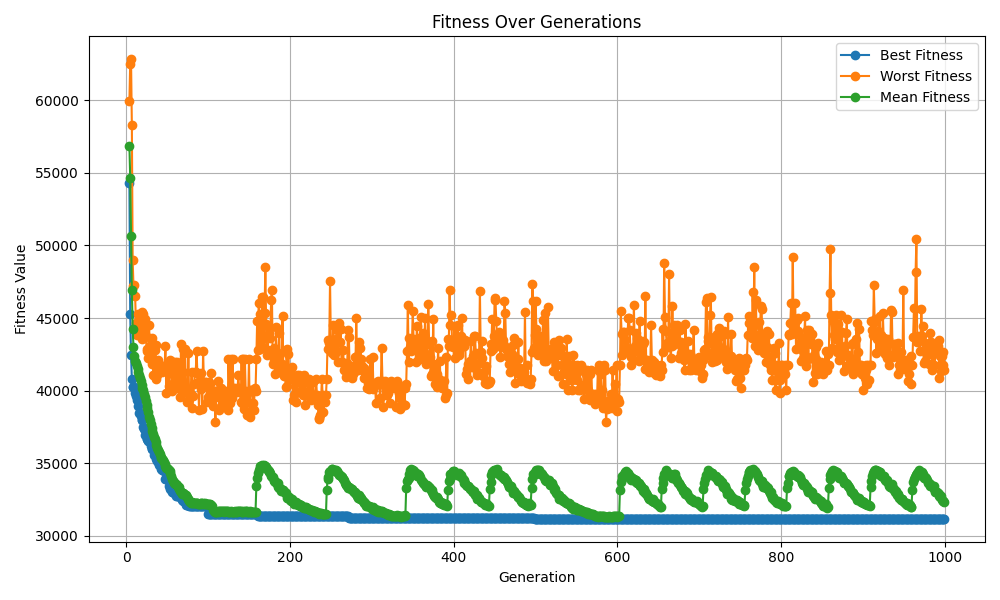 Fitness Over Generations
Best Fitness
Worst Fitness
Mean Fitness
Fitness Value
60000
55000
50000
45000
40000
35000
30000
0
200
400
600
800
1000
Generation